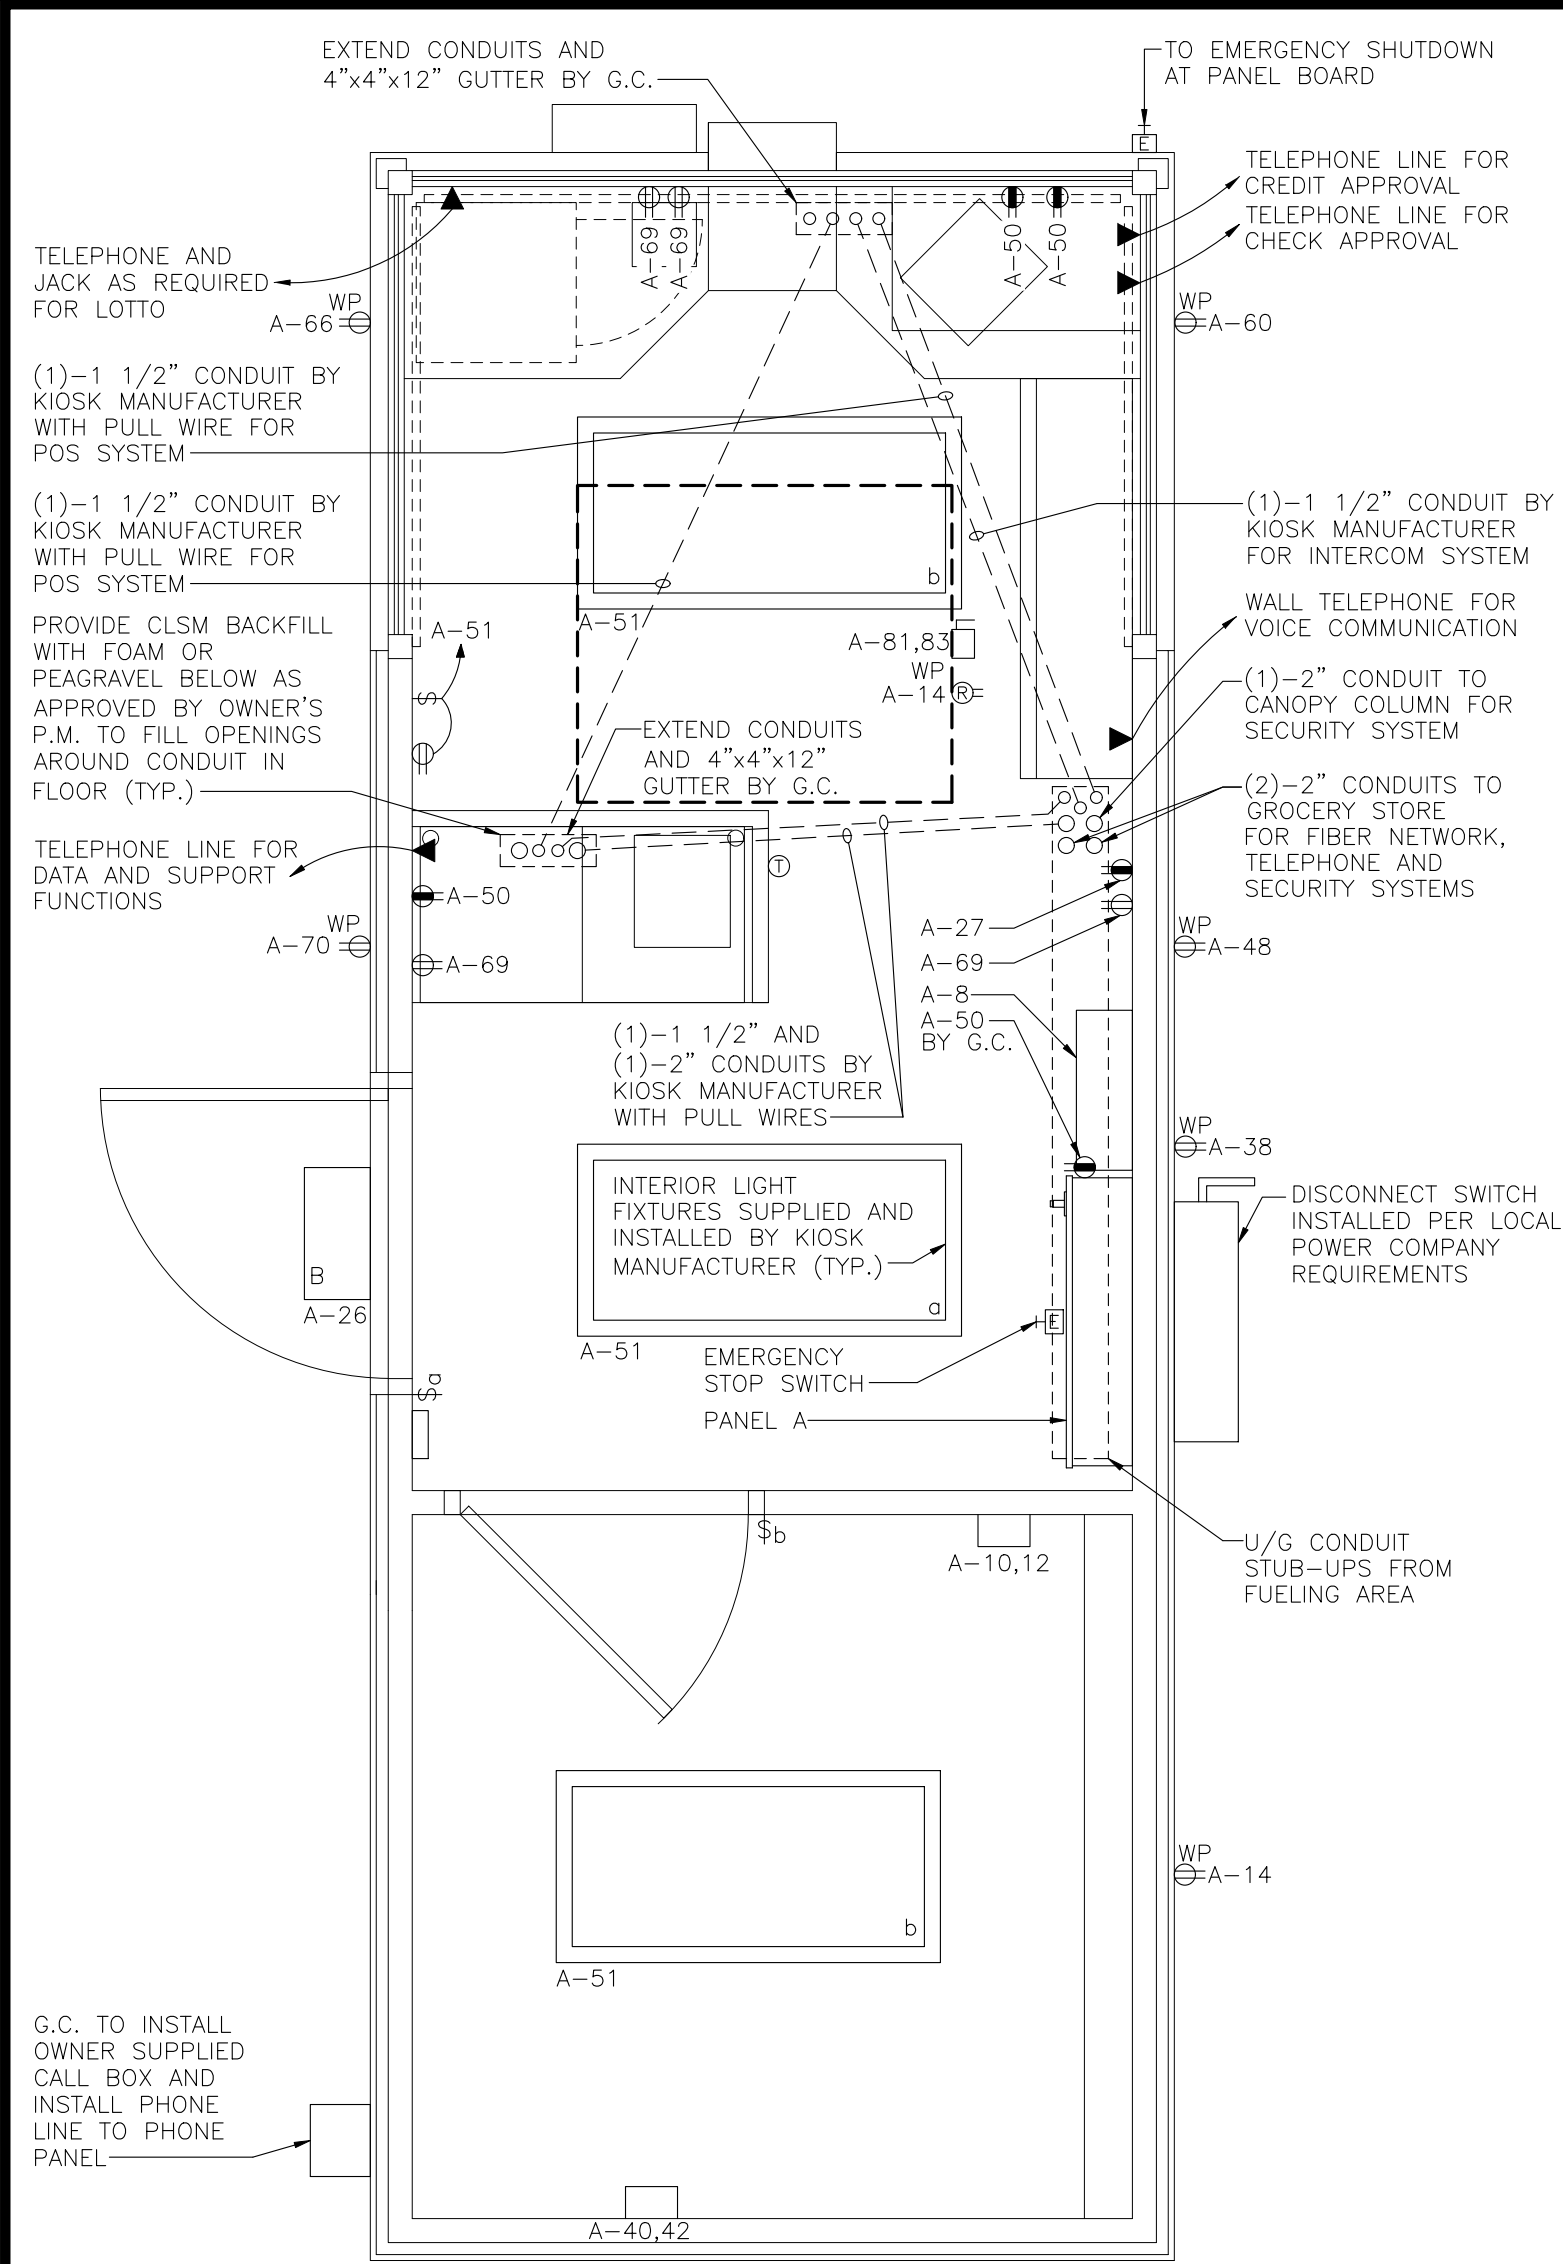 EXTEND CONDUITS AND
4"x4"x12" GUTTER BY G.C.
TO EMERGENCY SHUTDOWN
AT PANEL BOARD
E
TELEPHONE LINE FOR
CREDIT APPROVAL
TELEPHONE LINE FOR
CHECK APPROVAL
TELEPHONE AND
JACK AS REQUIRED
FOR LOTTO
A-69
A-69
A-50
A-50
WP
A-66
WP
A-60
(1)-1 1/2" CONDUIT BY
KIOSK MANUFACTURER
WITH PULL WIRE FOR
POS SYSTEM
(1)-1 1/2" CONDUIT BY
KIOSK MANUFACTURER
WITH PULL WIRE FOR
POS SYSTEM
(1)-1 1/2" CONDUIT BY
KIOSK MANUFACTURER
FOR INTERCOM SYSTEM
b
A-51
PROVIDE CLSM BACKFILL
WITH FOAM OR
PEAGRAVEL BELOW AS
APPROVED BY OWNER'S
P.M. TO FILL OPENINGS
AROUND CONDUIT IN
FLOOR (TYP.)
A-51
$
A-81,83
WP
A-14
R
WALL TELEPHONE FOR
VOICE COMMUNICATION
(1)-2" CONDUIT TO
CANOPY COLUMN FOR
SECURITY SYSTEM
EXTEND CONDUITS
AND 4"x4"x12"
GUTTER BY G.C.
(2)-2" CONDUITS TO
GROCERY STORE
FOR FIBER NETWORK,
TELEPHONE AND
SECURITY SYSTEMS
TELEPHONE LINE FOR
DATA AND SUPPORT
FUNCTIONS
T
A-50
A-69
WP
A-70
A-27
A-69
A-8
A-50
BY G.C.
WP
A-48
(1)-1 1/2" AND
(1)-2" CONDUITS BY
KIOSK MANUFACTURER
WITH PULL WIRES
WP
A-38
INTERIOR LIGHT
FIXTURES SUPPLIED AND
INSTALLED BY KIOSK
MANUFACTURER (TYP.)
a
A-51
DISCONNECT SWITCH
INSTALLED PER LOCAL
POWER COMPANY
REQUIREMENTS
B
A-26
E
EMERGENCY
STOP SWITCH
PANEL A
$a
$b
A-10,12
U/G CONDUIT
STUB-UPS FROM
FUELING AREA
WP
A-14
b
A-51
G.C. TO INSTALL
OWNER SUPPLIED
CALL BOX AND
INSTALL PHONE
LINE TO PHONE
PANEL
A-40,42